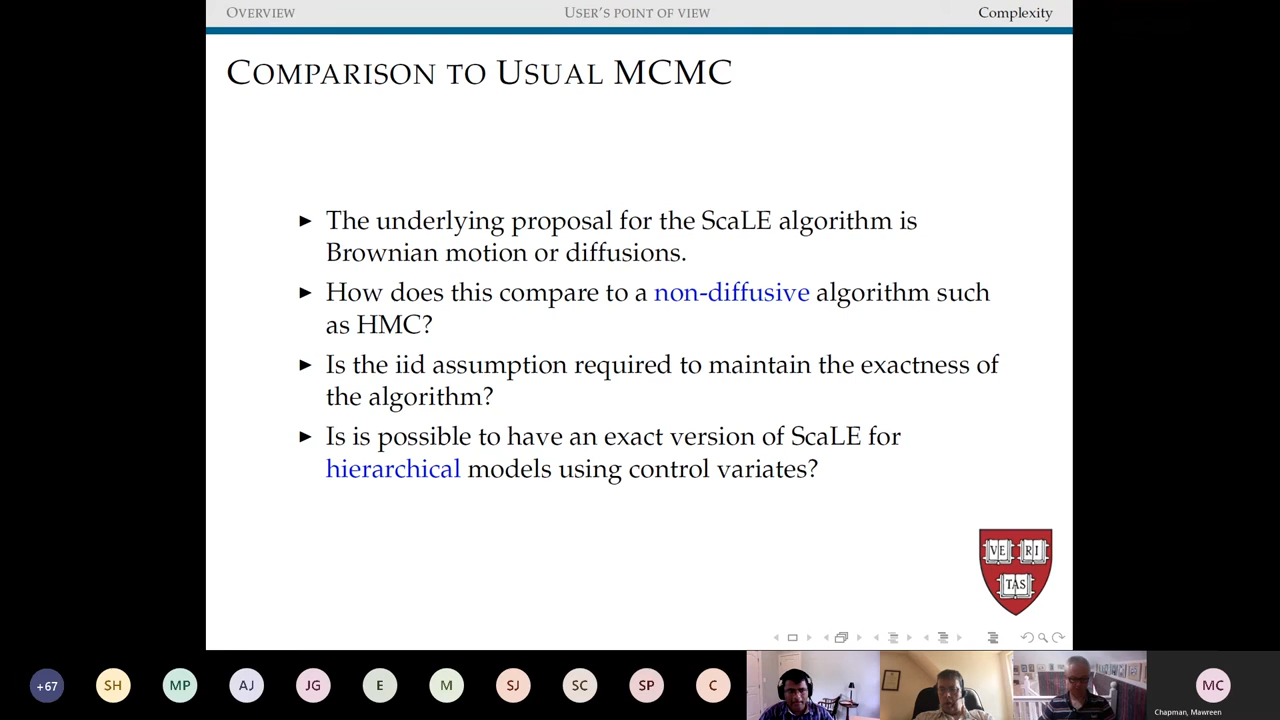 OVERVIEW USER'S POINT OF VIEW Complexity
COMPARISON TO USUAL MCMC
The underlying proposal for the ScaLE algorithm is
Brownian motion or diffusions.
How does this compare to a non-diffusive algorithm such
as HMC?
Is the iid assumption required to maintain the exactness of
the algorithm?
Is is possible to have an exact version of ScaLE for
hierarchical models using control variates?
VE RI
TAS
+67 SH MP AJ JG E M SJ SC SP C MC
Chapman, Mawreen